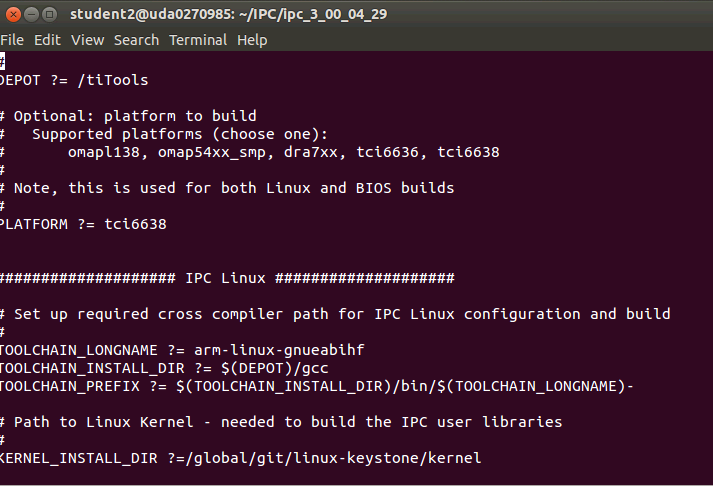 student2@uda0270985: ~/IPC/ipc_3_00_04_29
File Edit View Search Terminal Help
#
DEPOT ?= /tiTools
# Optional: platform to build
#   Supported platforms (choose one):
#       omapl138, omap54xx_smp, dra7xx, tci6636, tci6638
#
# Note, this is used for both Linux and BIOS builds
#
PLATFORM ?= tci6638
#################### IPC Linux ####################
# Set up required cross compiler path for IPC Linux configuration and build
#
TOOLCHAIN_LONGNAME ?= arm-linux-gnueabihf
TOOLCHAIN_INSTALL_DIR ?= $(DEPOT)/gcc
TOOLCHAIN_PREFIX ?= $(TOOLCHAIN_INSTALL_DIR)/bin/$(TOOLCHAIN_LONGNAME)-
# Path to Linux Kernel - needed to build the IPC user libraries
#
KERNEL_INSTALL_DIR ?=/global/git/linux-keystone/kernel